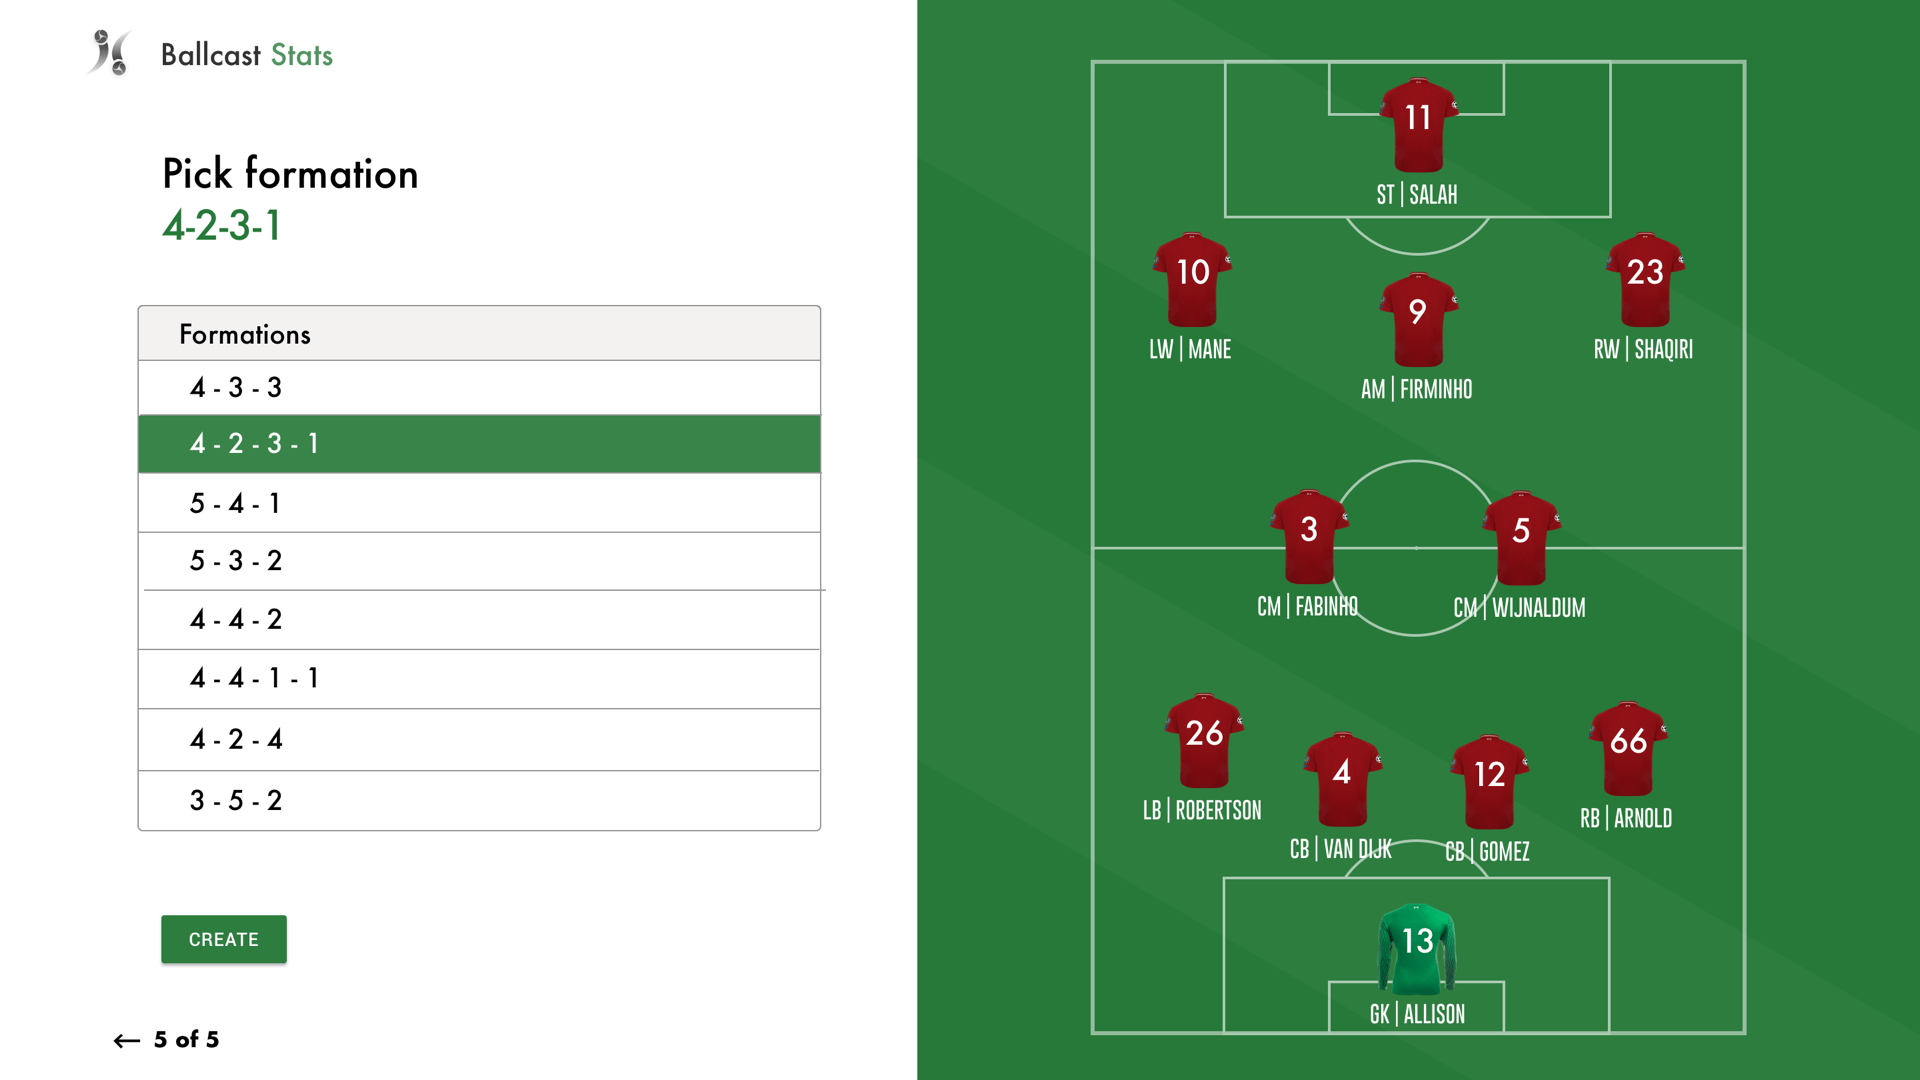 Ballcast Stats
Pick formation
4-2-3-1
Formations
4 - 3 - 3
4 - 2 - 3 - 1
5 - 4 - 1
5 - 3 - 2
4 - 4 - 2
4 - 4 - 1 - 1
4 - 2 - 4
3 - 5 - 2
CREATE
← 5 of 5
11
ST | SALAH
10
LW | MANE
9
AM | FIRMINHO
23
RW | SHAQIRI
3
CM | FABINHO
5
CM | WIJNALDUM
26
LB | ROBERTSON
4
CB | VAN DIJK
12
CB | GOMEZ
66
RB | ARNOLD
13
GK | ALLISON